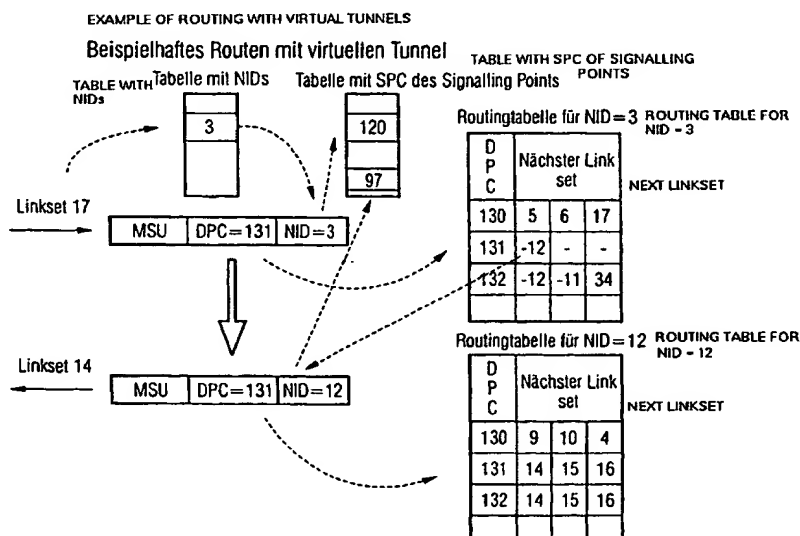 EXAMPLE OF ROUTING WITH VIRTUAL TUNNELS
Beispielhaftes Routen mit virtuellen Tunnel
TABLE WITH NIDs
Tabelle mit NIDs
3
TABLE WITH SPC OF SIGNALLING POINTS
Tabelle mit SPC des Signalling Points
120
97
Linkset 17
MSU DPC=131 NID=3
Routingtabelle für NID=3
ROUTING TABLE FOR NID - 3
DPC Nächster Link set
NEXT LINKSET
130 5 6 17
131 -12 - -
132 -12 -11 34
Linkset 14
MSU DPC=131 NID=12
Routingtabelle für NID=12
ROUTING TABLE FOR NID - 12
DPC Nächster Link set
NEXT LINKSET
130 9 10 4
131 14 15 16
132 14 15 16